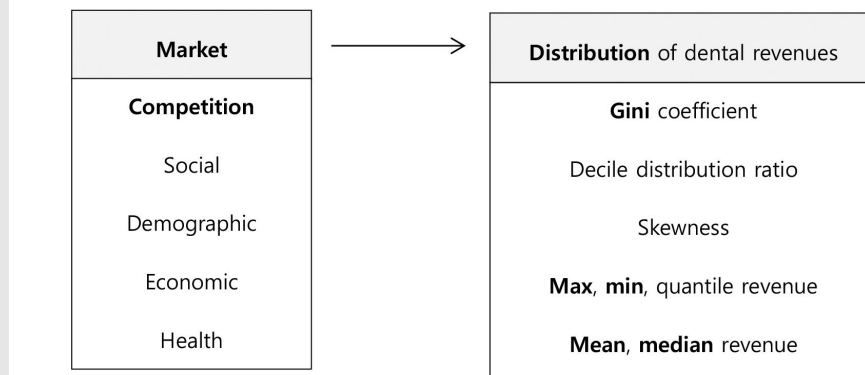 Market
Competition
Social
Demographic
Economic
Health
Distribution of dental revenues
Gini coefficient
Decile distribution ratio
Skewness
Max, min, quantile revenue
Mean, median revenue